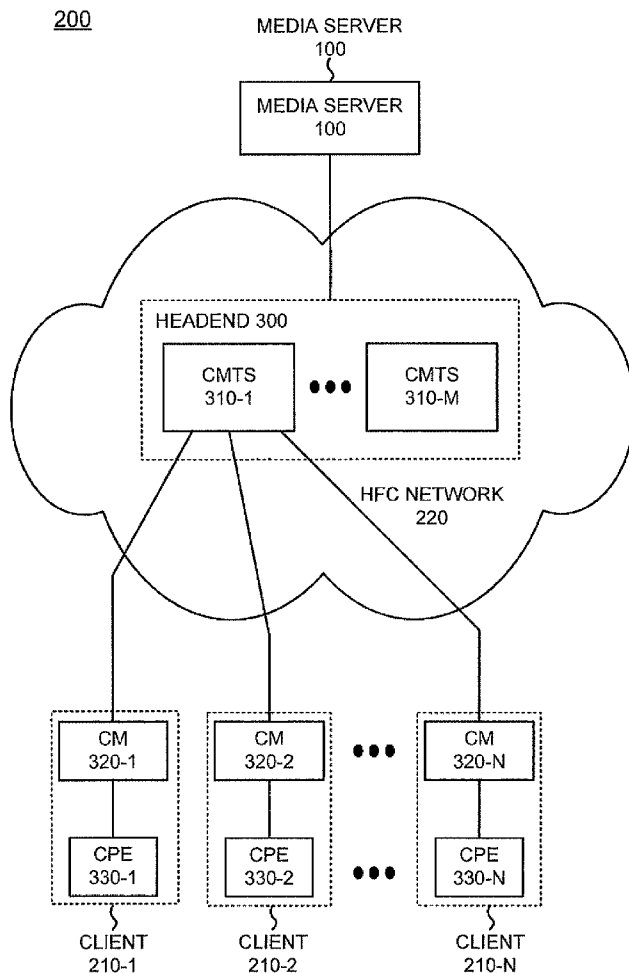 200
MEDIA SERVER
100
MEDIA SERVER
100
HEADEND 300
CMTS
310-1
CMTS
310-M
HFC NETWORK
220
CM
320-1
CM
320-2
CM
320-N
CPE
330-1
CPE
330-2
CPE
330-N
CLIENT
210-1
CLIENT
210-2
CLIENT
210-N